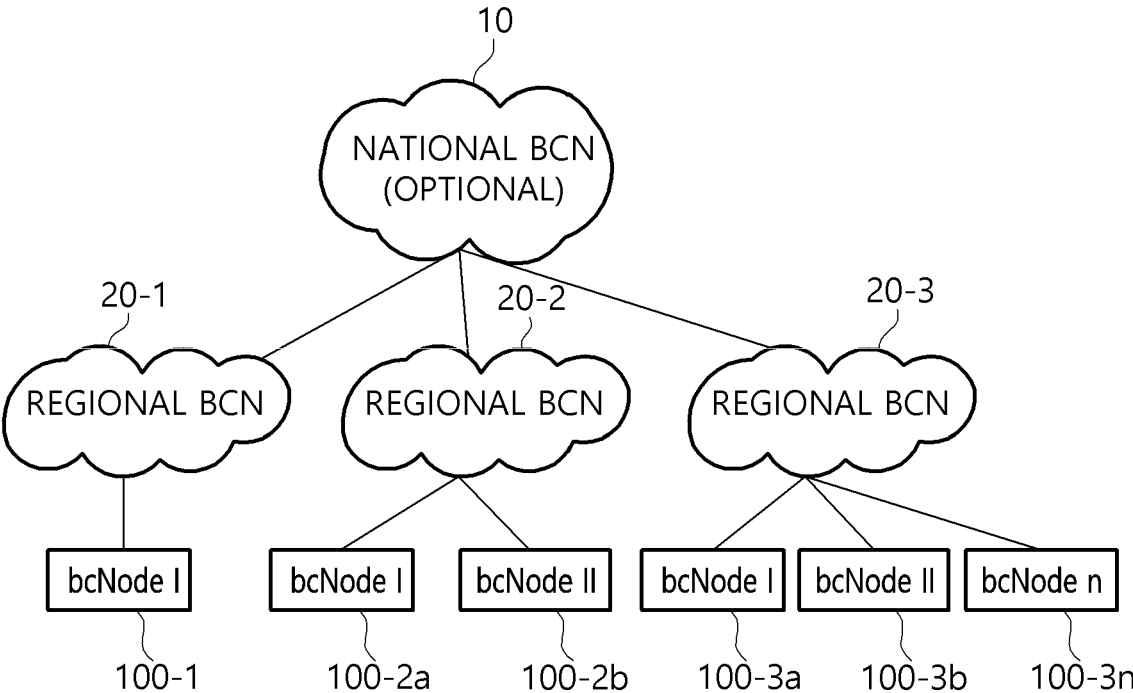 10
NATIONAL BCN
(OPTIONAL)
20-1
20-2
20-3
REGIONAL BCN
REGIONAL BCN
REGIONAL BCN
bcNode I
bcNode I
bcNode II
bcNode I
bcNode II
bcNode n
100-1
100-2a
100-2b
100-3a
100-3b
100-3n